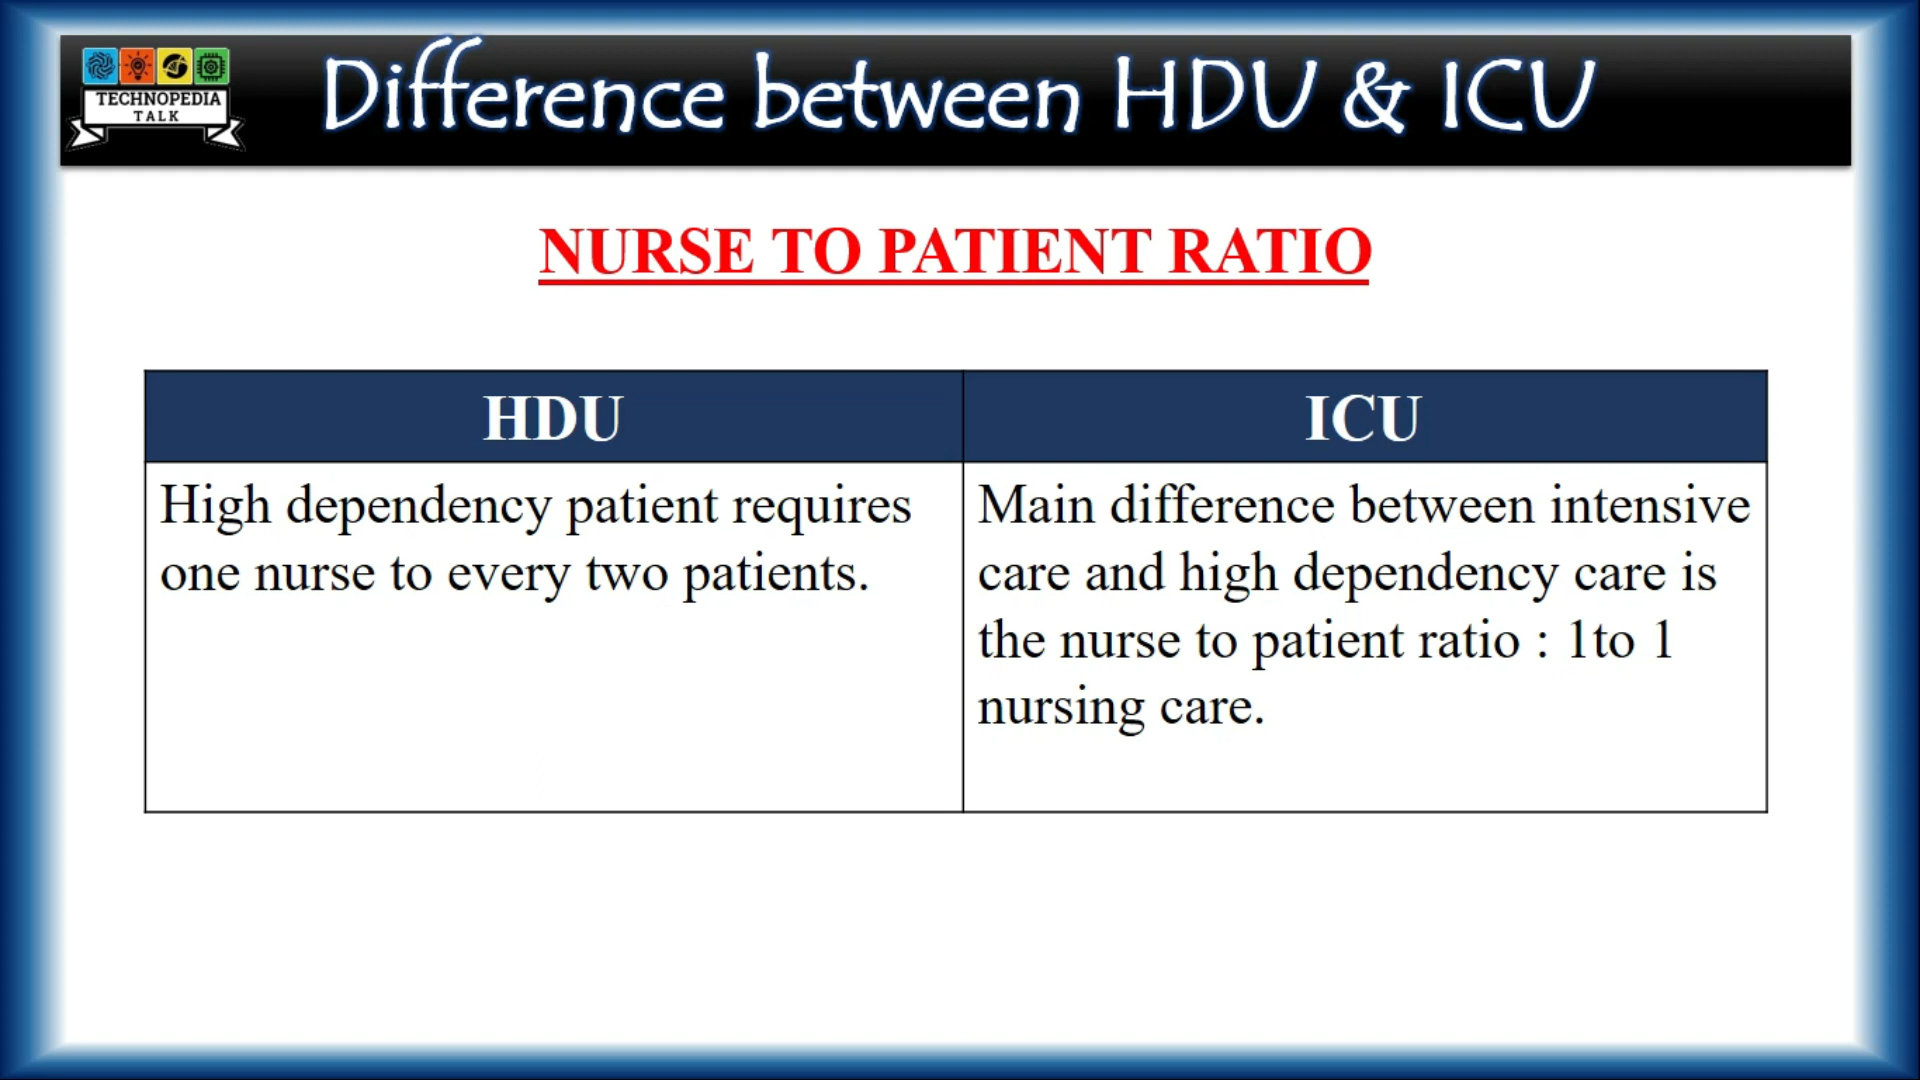 TECHNOPEDIA
TALK
Difference between HDU & ICU
NURSE TO PATIENT RATIO
HDU
ICU
High dependency patient requires
one nurse to every two patients.
Main difference between intensive
care and high dependency care is
the nurse to patient ratio : 1to 1
nursing care.